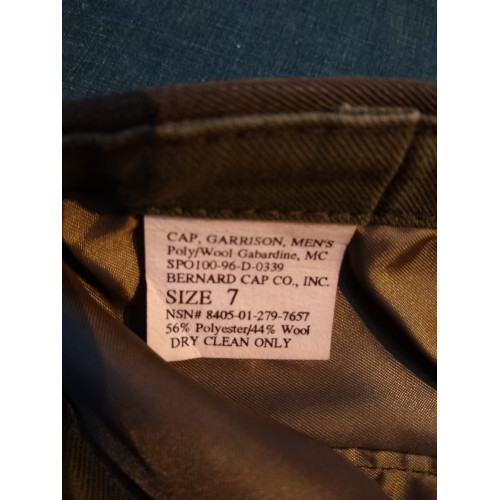 CAP, GARRISON, MEN'S
Poly/Wool Gabardine, MC
SPO100-96-D-0339
BERNARD CAP CO., INC.
SIZE 7
NSN# 8405-01-279-7657
56% Polyester/44% Wool
DRY CLEAN ONLY